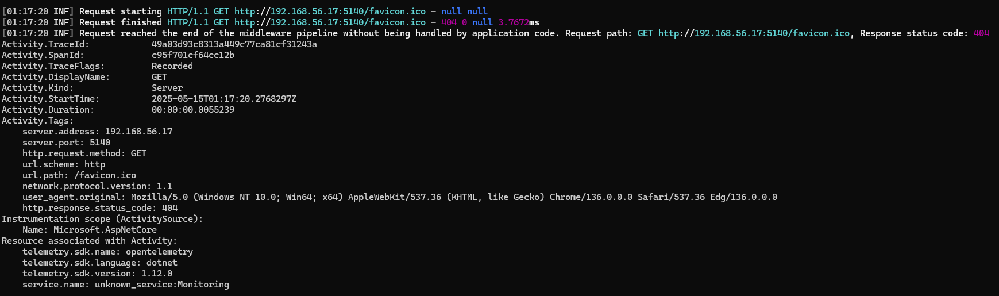 [01:17:20 INF] Request starting HTTP/1.1 GET http://192.168.56.17:5140/favicon.ico - null null
[01:17:20 INF] Request finished HTTP/1.1 GET http://192.168.56.17:5140/favicon.ico - 404 0 null 3.7672ms
[01:17:20 INF] Request reached the end of the middleware pipeline without being handled by application code. Request path: GET http://192.168.56.17:5140/favicon.ico, Response status code: 404
Activity.TraceId:            49a03d93c8313a449c77ca81cf31243a
Activity.SpanId:             c95f701cf64cc12b
Activity.TraceFlags:         Recorded
Activity.DisplayName:        GET
Activity.Kind:               Server
Activity.StartTime:          2025-05-15T01:17:20.2768297Z
Activity.Duration:           00:00:00.0055239
Activity.Tags:
    server.address: 192.168.56.17
    server.port: 5140
    http.request.method: GET
    url.scheme: http
    url.path: /favicon.ico
    network.protocol.version: 1.1
    user_agent.original: Mozilla/5.0 (Windows NT 10.0; Win64; x64) AppleWebKit/537.36 (KHTML, like Gecko) Chrome/136.0.0.0 Safari/537.36 Edg/136.0.0.0
    http.response.status_code: 404
Instrumentation scope (ActivitySource):
    Name: Microsoft.AspNetCore
Resource associated with Activity:
    telemetry.sdk.name: opentelemetry
    telemetry.sdk.language: dotnet
    telemetry.sdk.version: 1.12.0
    service.name: unknown_service:Monitoring